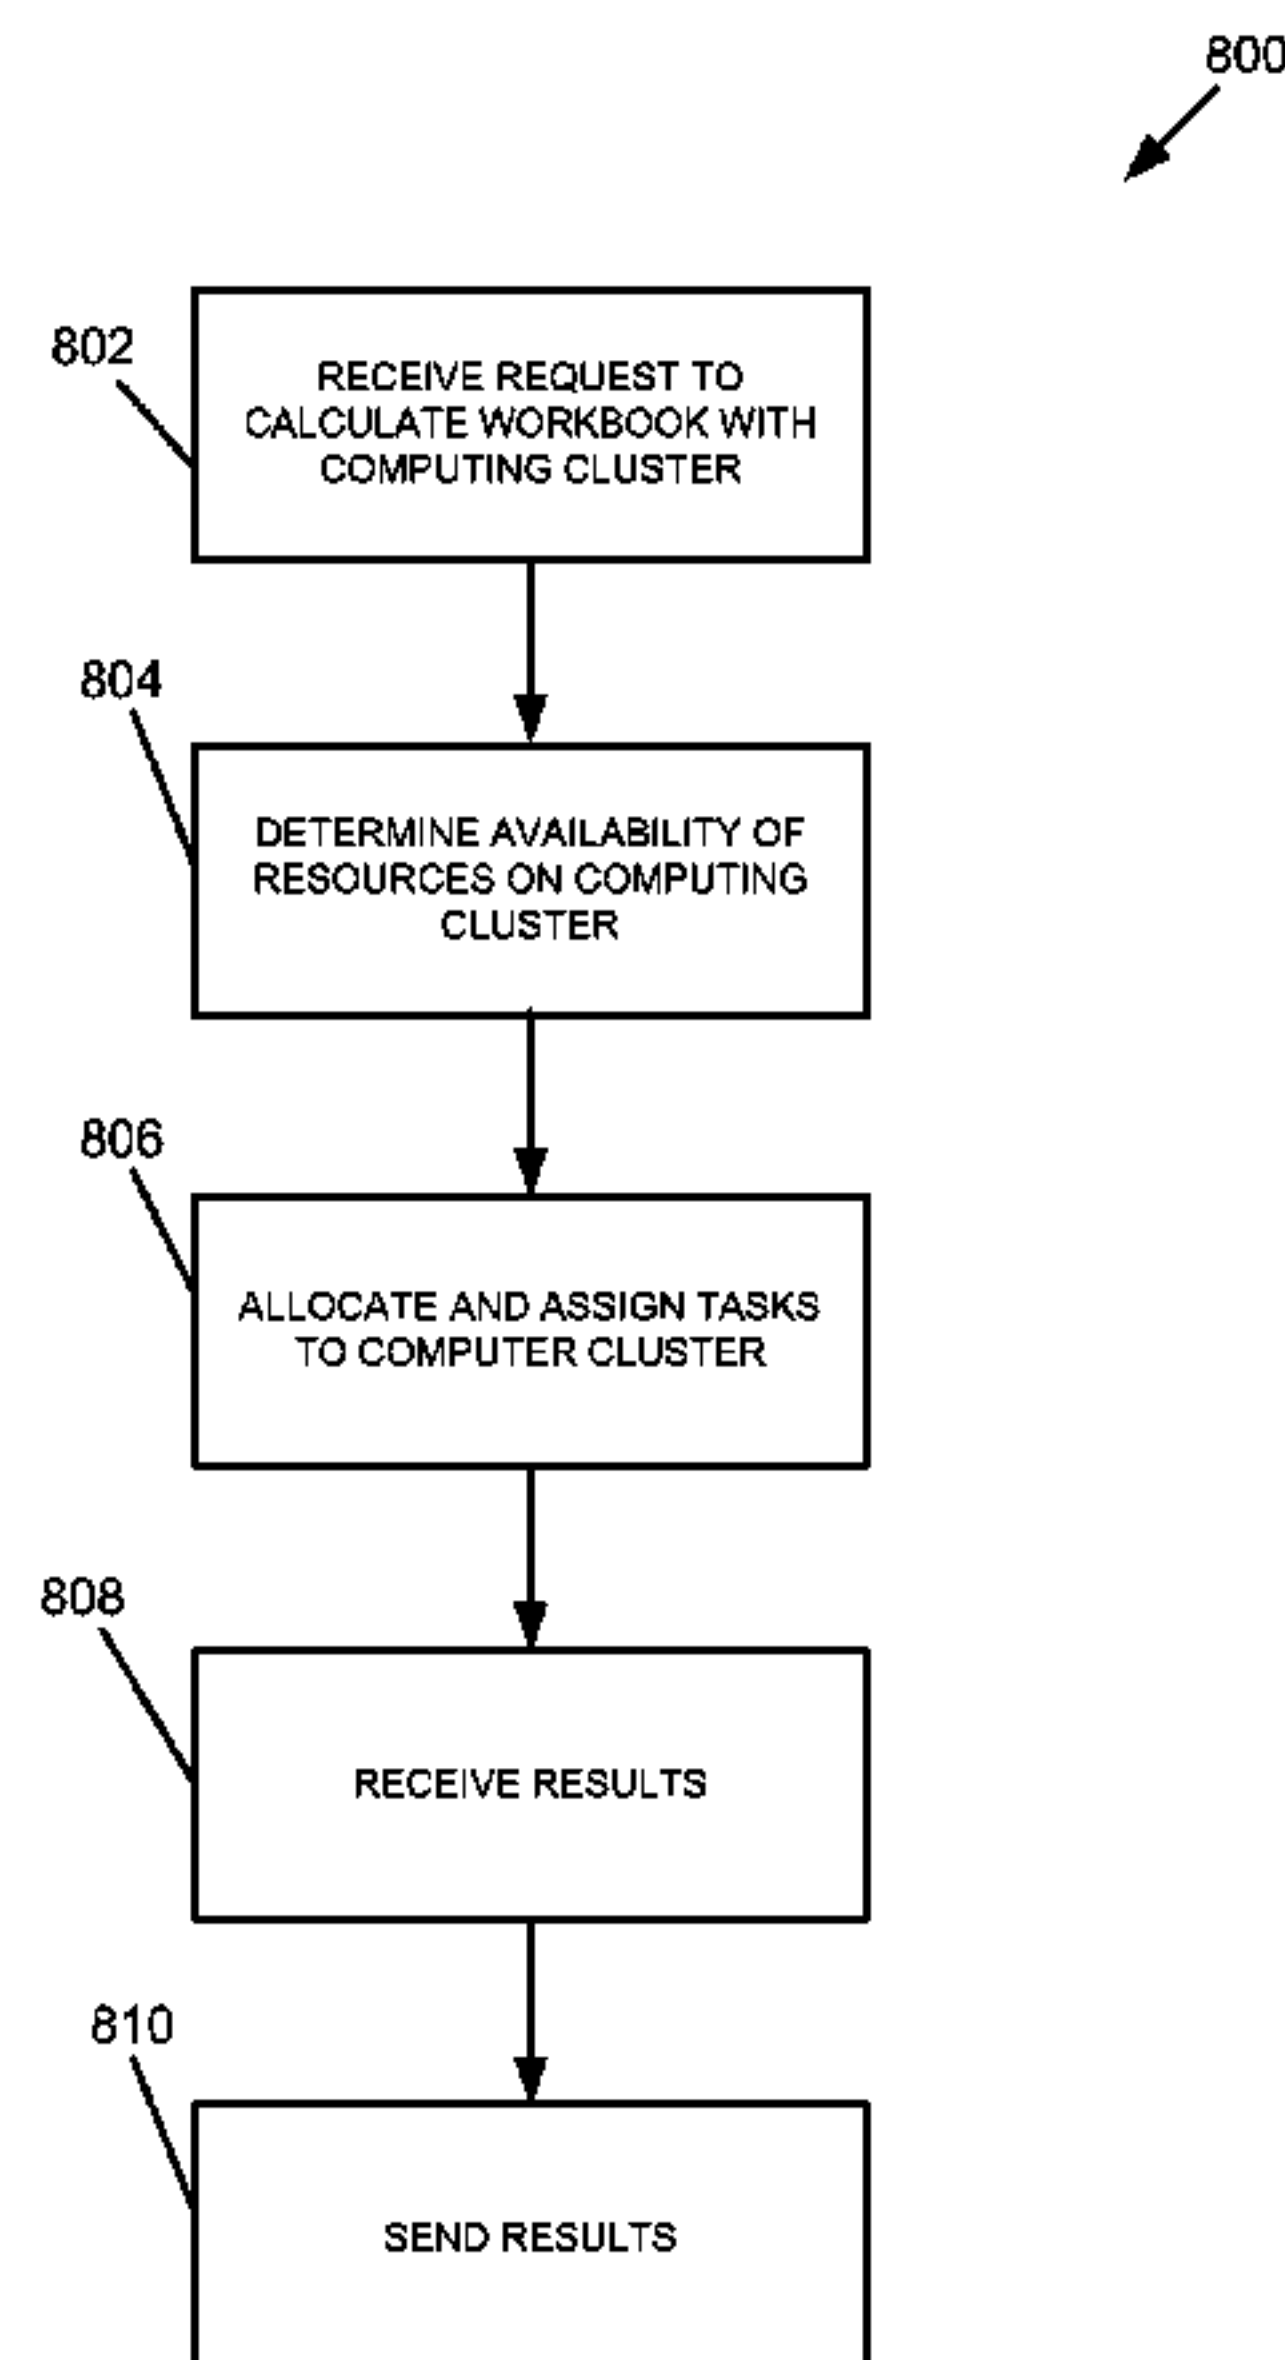 800
802
RECEIVE REQUEST TO
CALCULATE WORKBOOK WITH
COMPUTING CLUSTER
804
DETERMINE AVAILABILITY OF
RESOURCES ON COMPUTING
CLUSTER
806
ALLOCATE AND ASSIGN TASKS
TO COMPUTER CLUSTER
808
RECEIVE RESULTS
810
SEND RESULTS